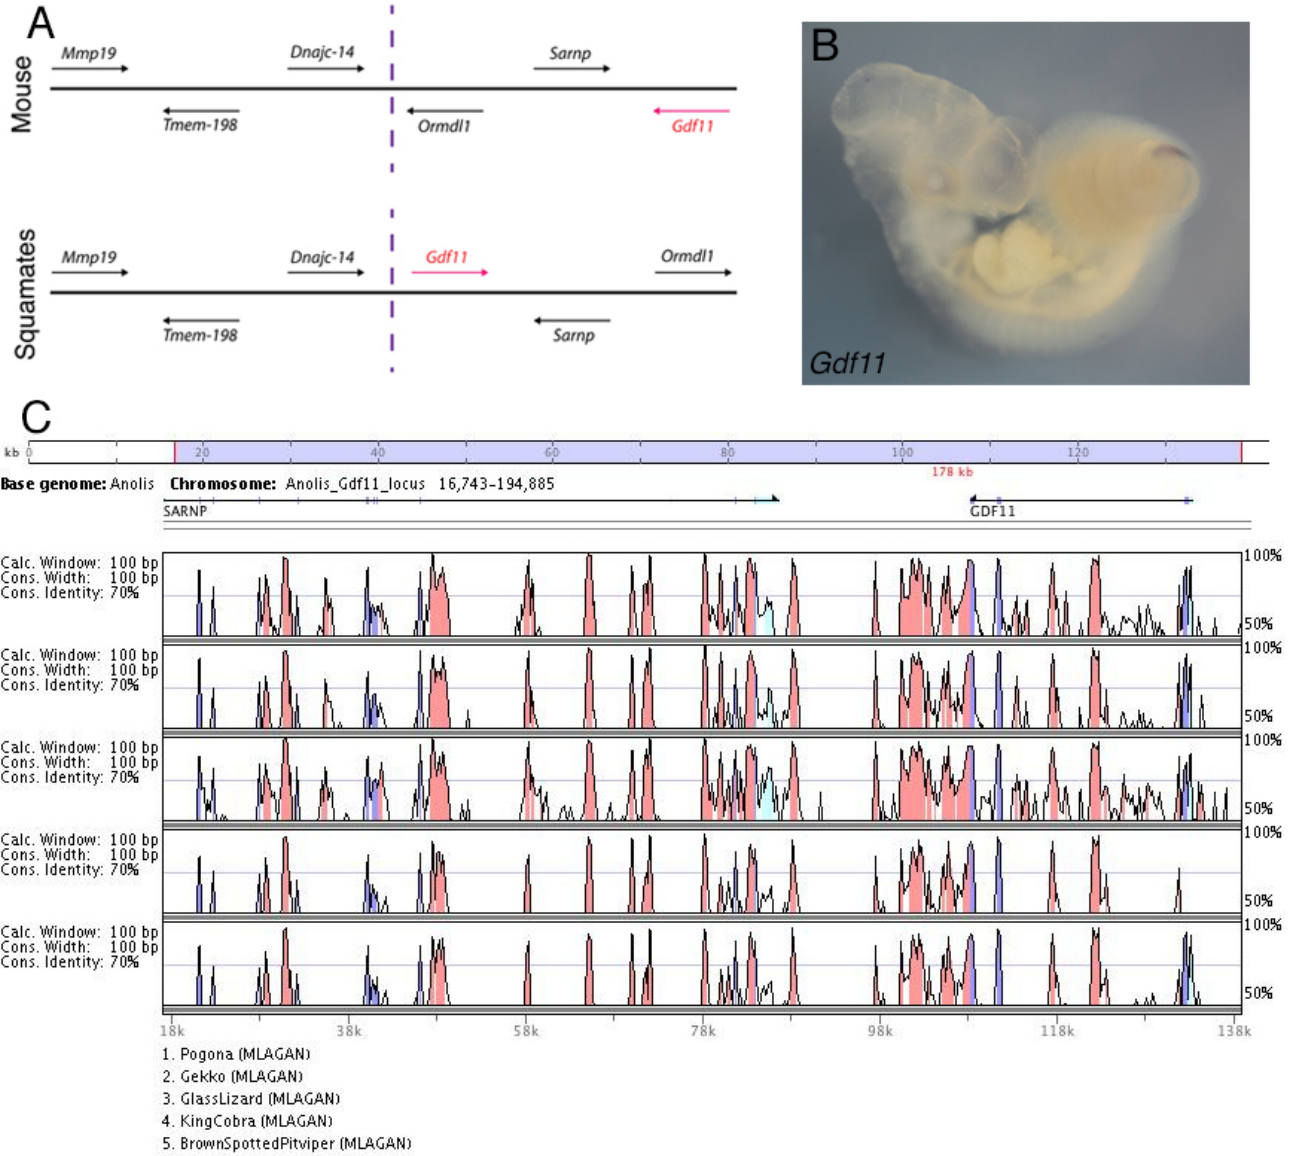 A
Mouse
Mmp19
Dnajc-14
Sarnp
Tmem-198
Ormdl1
Gdf11
Squamates
Mmp19
Dnajc-14
Gdf11
Ormdl1
Tmem-198
Sarnp
B
Gdf11
C
kb 0 20 40 60 80 100 120
178 kb
Base genome: Anolis Chromosome: Anolis_Gdf11_locus 16,743-194,885
SARNP GDF11
Calc. Window: 100 bp 100%
Cons. Width: 100 bp
Cons. Identity: 70%
50%
Calc. Window: 100 bp 100%
Cons. Width: 100 bp
Cons. Identity: 70%
50%
Calc. Window: 100 bp 100%
Cons. Width: 100 bp
Cons. Identity: 70%
50%
Calc. Window: 100 bp 100%
Cons. Width: 100 bp
Cons. Identity: 70%
50%
Calc. Window: 100 bp 100%
Cons. Width: 100 bp
Cons. Identity: 70%
50%
18k 38k 58k 78k 98k 118k 138k
1. Pogona (MLAGAN)
2. Gekko (MLAGAN)
3. GlassLizard (MLAGAN)
4. KingCobra (MLAGAN)
5. BrownSpottedPitviper (MLAGAN)